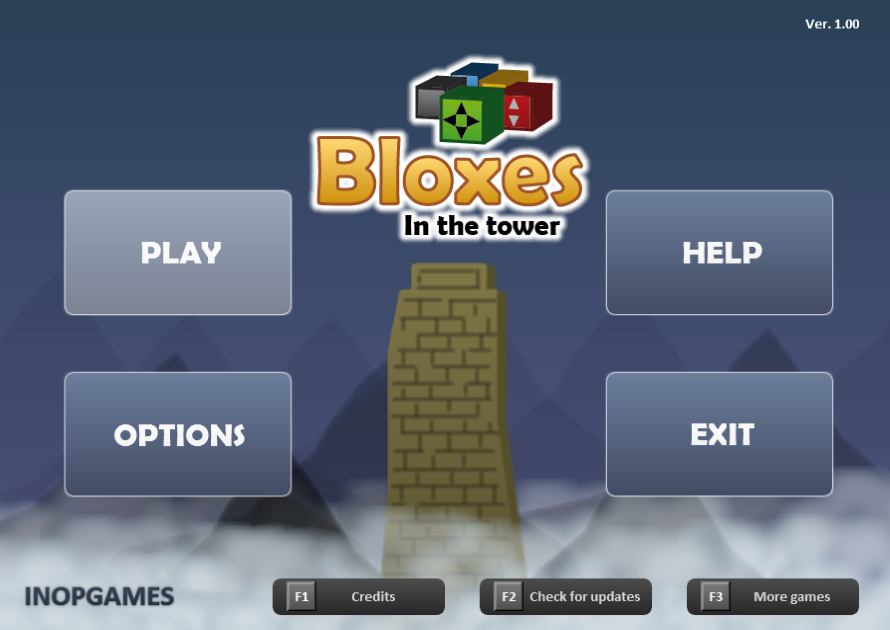 Ver. 1.00
Bloxes
In the tower
PLAY
HELP
OPTIONS
EXIT
INOPGAMES
F1 Credits
F2 Check for updates
F3 More games